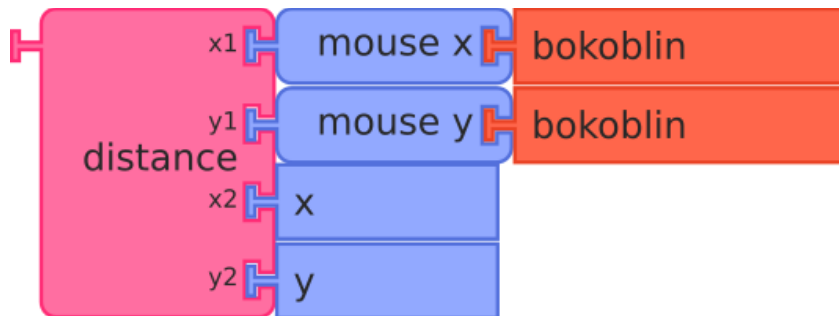 x1 mouse x bokoblin
y1 mouse y bokoblin
distance
x2 x
y2 y